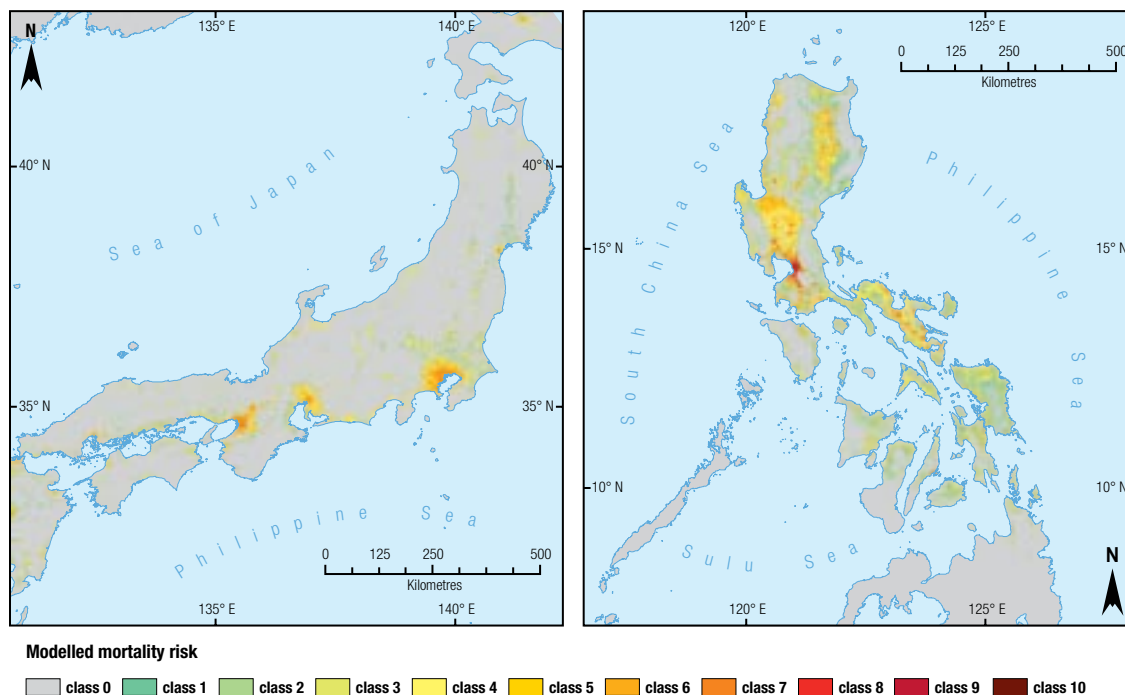 135° E
140° E
N
40° N
40° N
Sea of Japan
35° N
35° N
Philippine Sea
0 125 250 500
Kilometres
135° E
140° E
120° E
125° E
0 125 250 500
Kilometres
South China Sea
Philippine Sea
15° N
15° N
10° N
10° N
Sulu Sea
N
120° E
125° E
Modelled mortality risk
class 0 class 1 class 2 class 3 class 4 class 5 class 6 class 7 class 8 class 9 class 10